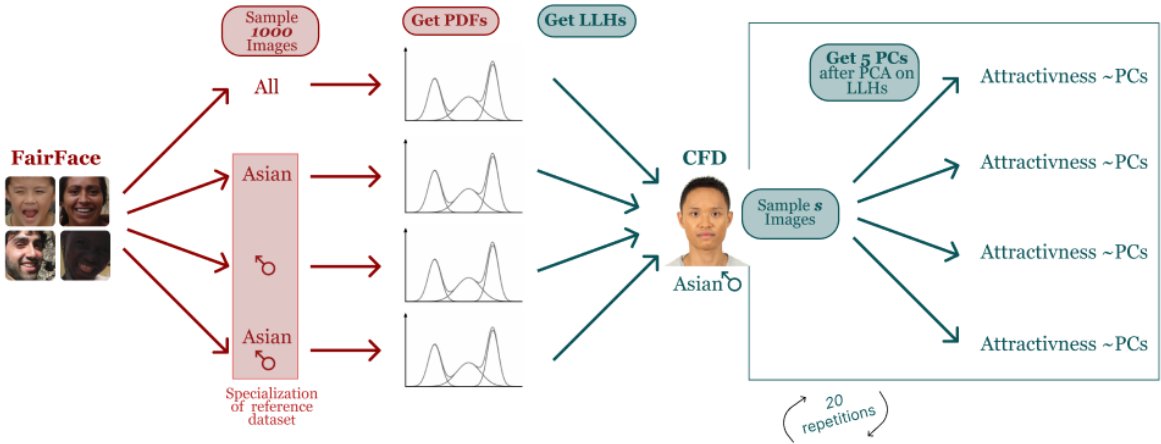 Sample
1000
Images
Get PDFs
Get LLHs
Get 5 PCs
after PCA on
LLHs
All
Attractivness ~PCs
FairFace
Asian
CFD
Attractivness ~PCs
Sample s
Images
♂
Attractivness ~PCs
Asian♂
Asian
♂
Attractivness ~PCs
Specialization
of reference
dataset
20
repetitions